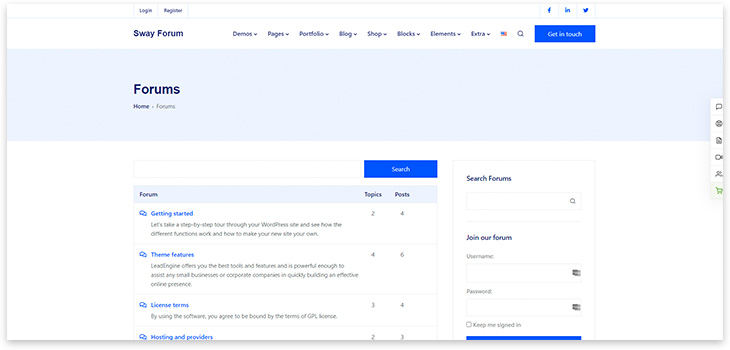 Login Register
Sway Forum Demos Pages Portfolio Blog Shop Blocks Elements Extra Get in touch
Forums
Home » Forums
Search
Forum Topics Posts
Getting started 2 4
Let's take a step-by-step tour through your WordPress site and see how the
different functions work and how to make your new site your own.
Theme features 4 6
LeadEngine offers you the best tools and features and is powerful enough to
assist any small businesses or corporate companies in quickly building an effective
online presence.
License terms 3 4
By using the software, you agree to be bound by the terms of GPL license.
Hosting and providers 2 3
Search Forums
Join our forum
Username:
Password:
Keep me signed in